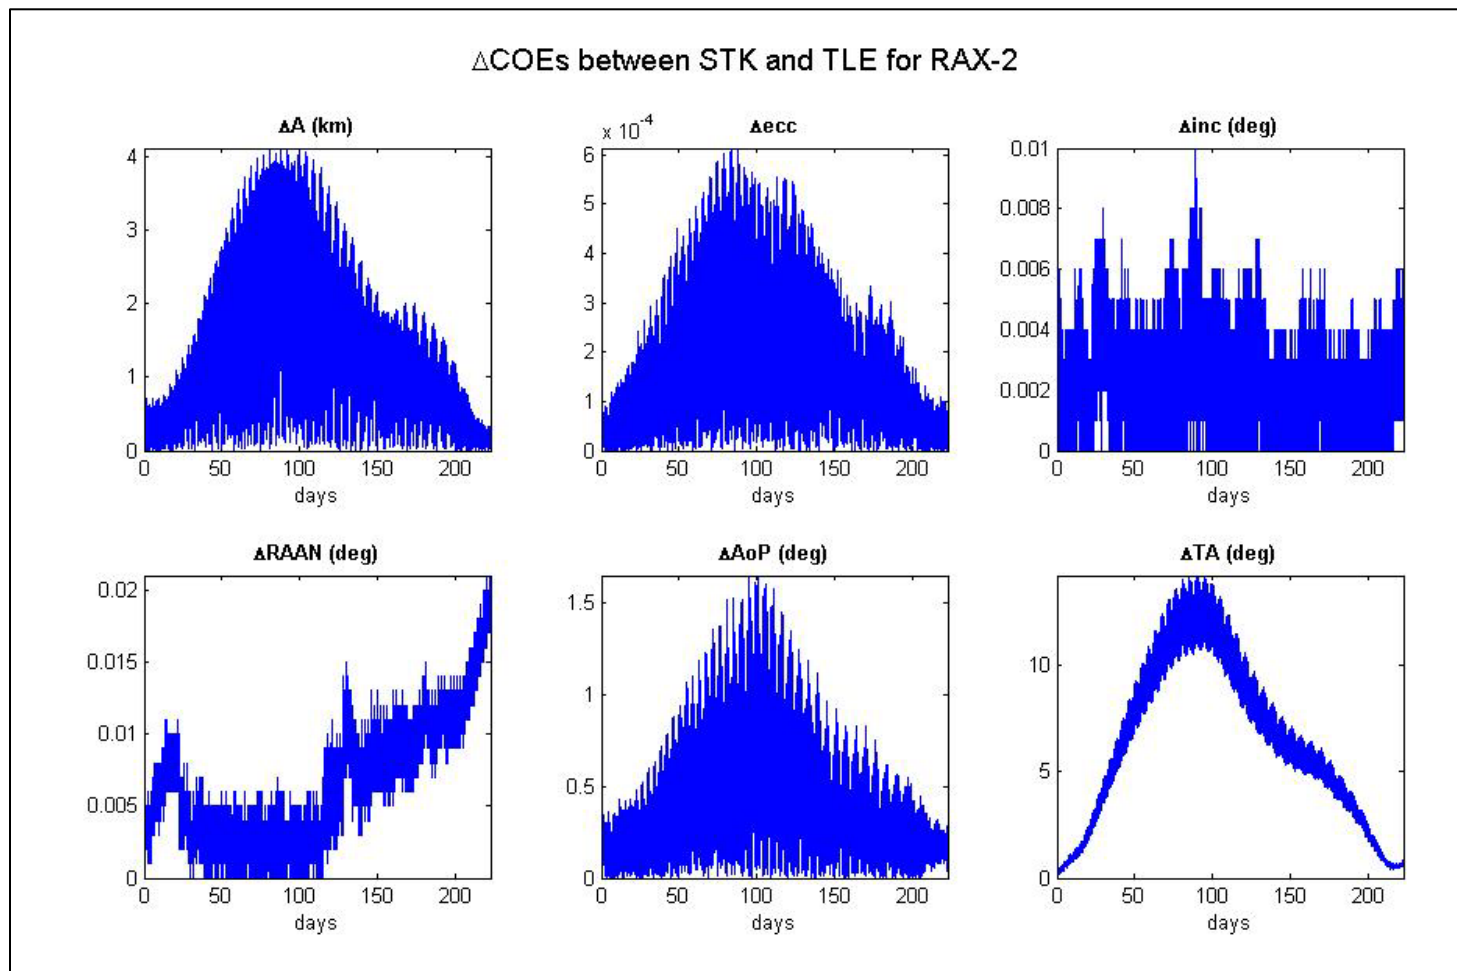 ΔCOEs between STK and TLE for RAX-2
ΔA (km)
4
3
2
1
0
0 50 100 150 200
days
Δecc
x 10-4
6
5
4
3
2
1
0
0 50 100 150 200
days
Δinc (deg)
0.01
0.008
0.006
0.004
0.002
0
0 50 100 150 200
days
ΔRAAN (deg)
0.02
0.015
0.01
0.005
0
0 50 100 150 200
days
ΔAoP (deg)
1.5
1
0.5
0
0 50 100 150 200
days
ΔTA (deg)
10
5
0
0 50 100 150 200
days